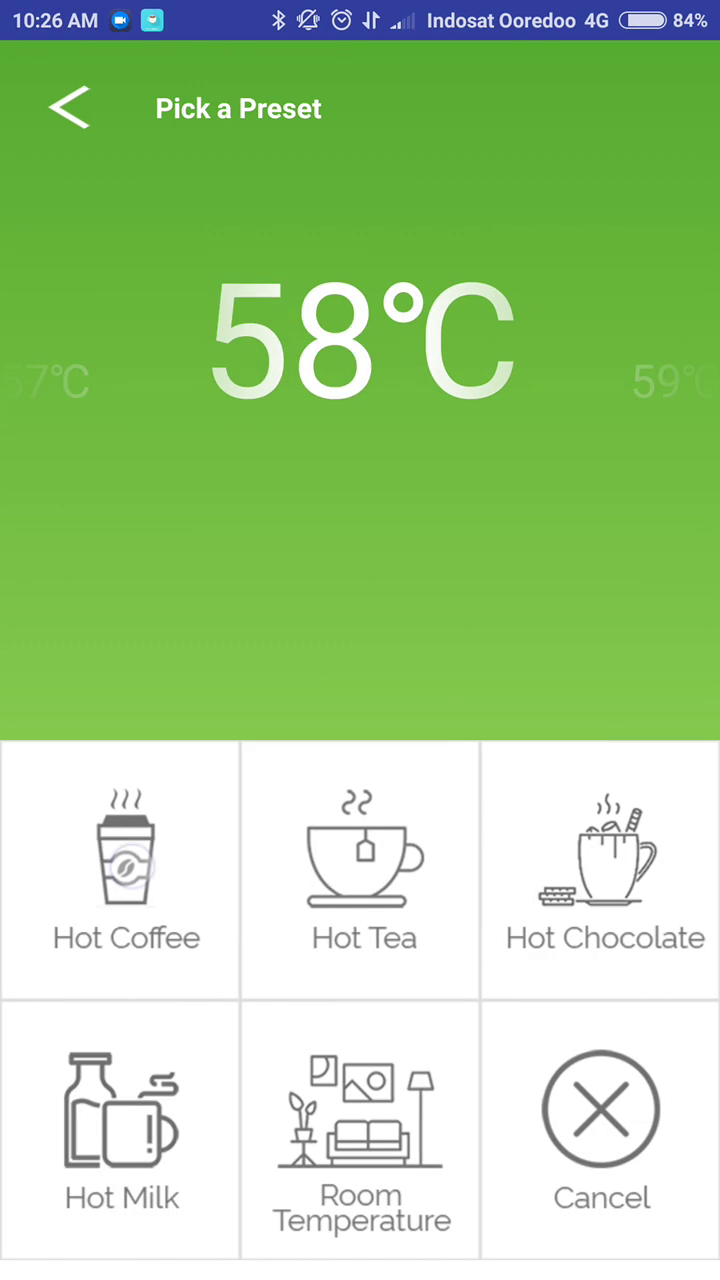 10:26 AM Indosat Ooredoo 4G 84%
Pick a Preset
58°C
57°C 59°C
Hot Coffee Hot Tea Hot Chocolate
Hot Milk Room Temperature Cancel